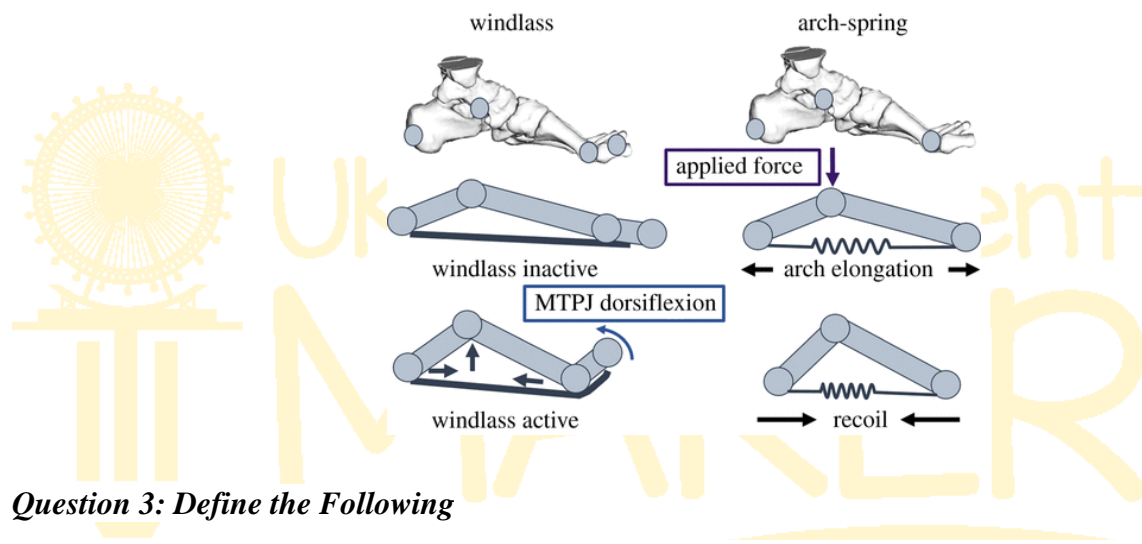 windlass
arch-spring
applied force
windlass inactive
arch elongation
MTPJ dorsiflexion
windlass active
recoil
Question 3: Define the Following
MAKER